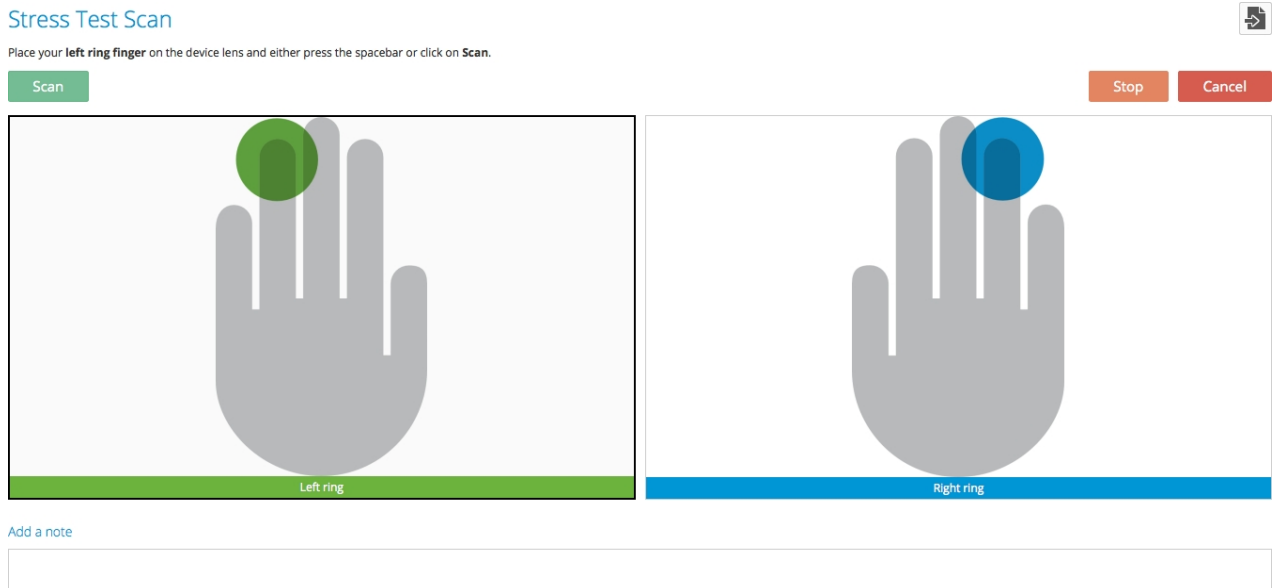 Stress Test Scan
Place your left ring finger on the device lens and either press the spacebar or click on Scan.
Scan
Stop
Cancel
Left ring
Right ring
Add a note